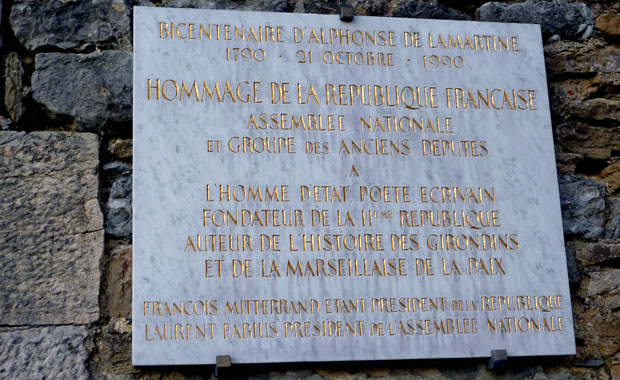 BICENTENAIRE D'ALPHONSE DE LAMARTINE
1790 · 21 OCTOBRE · 1990
HOMMAGE DE LA REPUBLIQUE FRANÇAISE
ASSEMBLEE NATIONALE
ET GROUPE DES ANCIENS DEPUTES
A
L'HOMME D'ETAT POETE ECRIVAIN
FONDATEUR DE LA IIEME REPUBLIQUE
AUTEUR DE L'HISTOIRE DES GIRONDINS
ET DE LA MARSEILLAISE DE LA PAIX
FRANCOIS MITTERRAND ETANT PRESIDENT DE LA REPUBLIQUE
LAURENT FABIUS PRESIDENT DE L'ASSEMBLEE NATIONALE